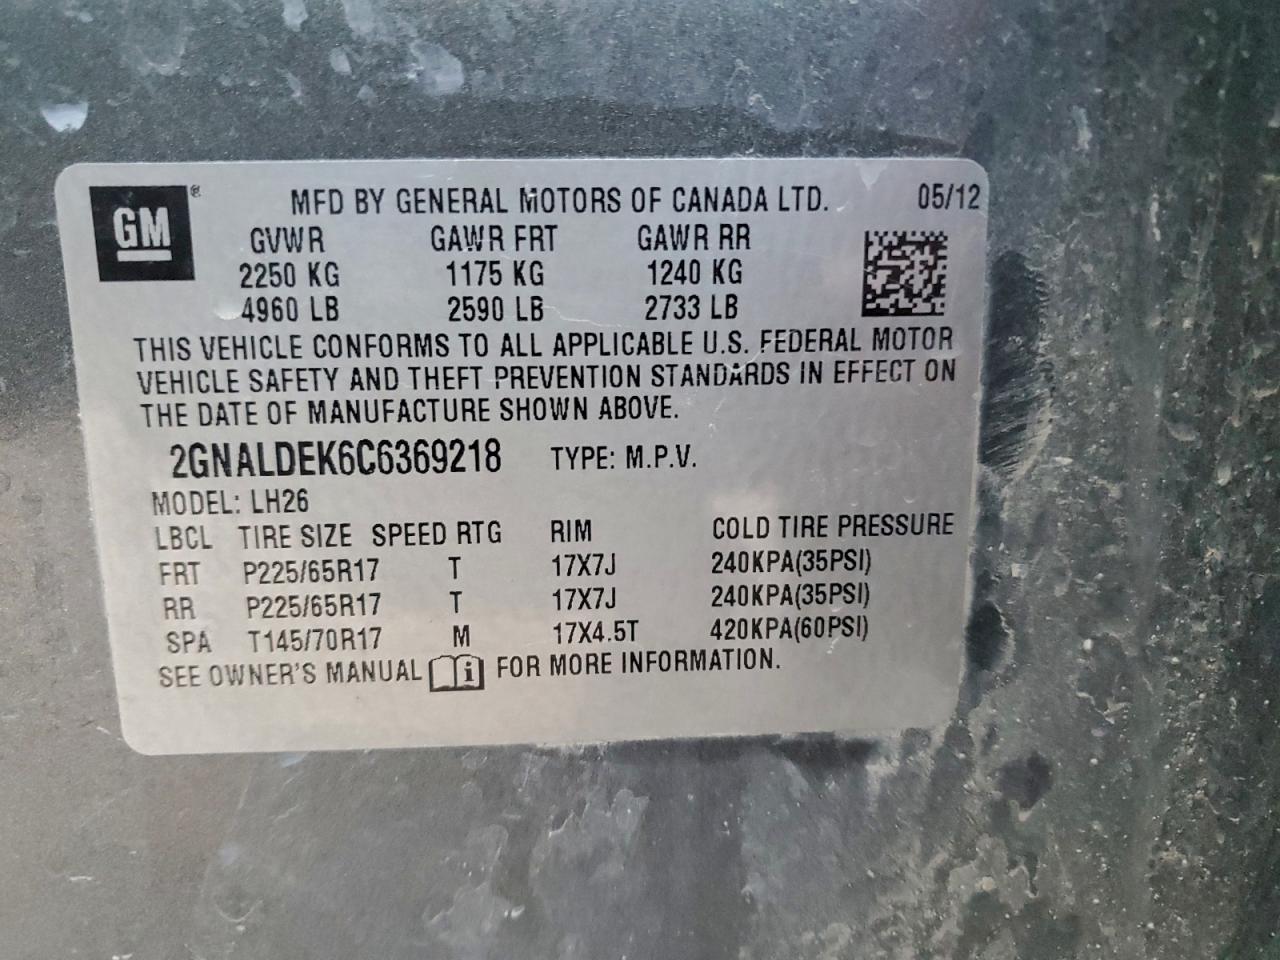 GM ® MFD BY GENERAL MOTORS OF CANADA LTD. 05/12
GVWR GAWR FRT GAWR RR
2250 KG 1175 KG 1240 KG
4960 LB 2590 LB 2733 LB
THIS VEHICLE CONFORMS TO ALL APPLICABLE U.S. FEDERAL MOTOR
VEHICLE SAFETY AND THEFT PREVENTION STANDARDS IN EFFECT ON
THE DATE OF MANUFACTURE SHOWN ABOVE.
2GNALDEK6C6369218 TYPE: M.P.V.
MODEL: LH26
LBCL TIRE SIZE SPEED RTG RIM COLD TIRE PRESSURE
FRT P225/65R17 T 17X7J 240KPA(35PSI)
RR P225/65R17 T 17X7J 240KPA(35PSI)
SPA T145/70R17 M 17X4.5T 420KPA(60PSI)
SEE OWNER'S MANUAL i FOR MORE INFORMATION.